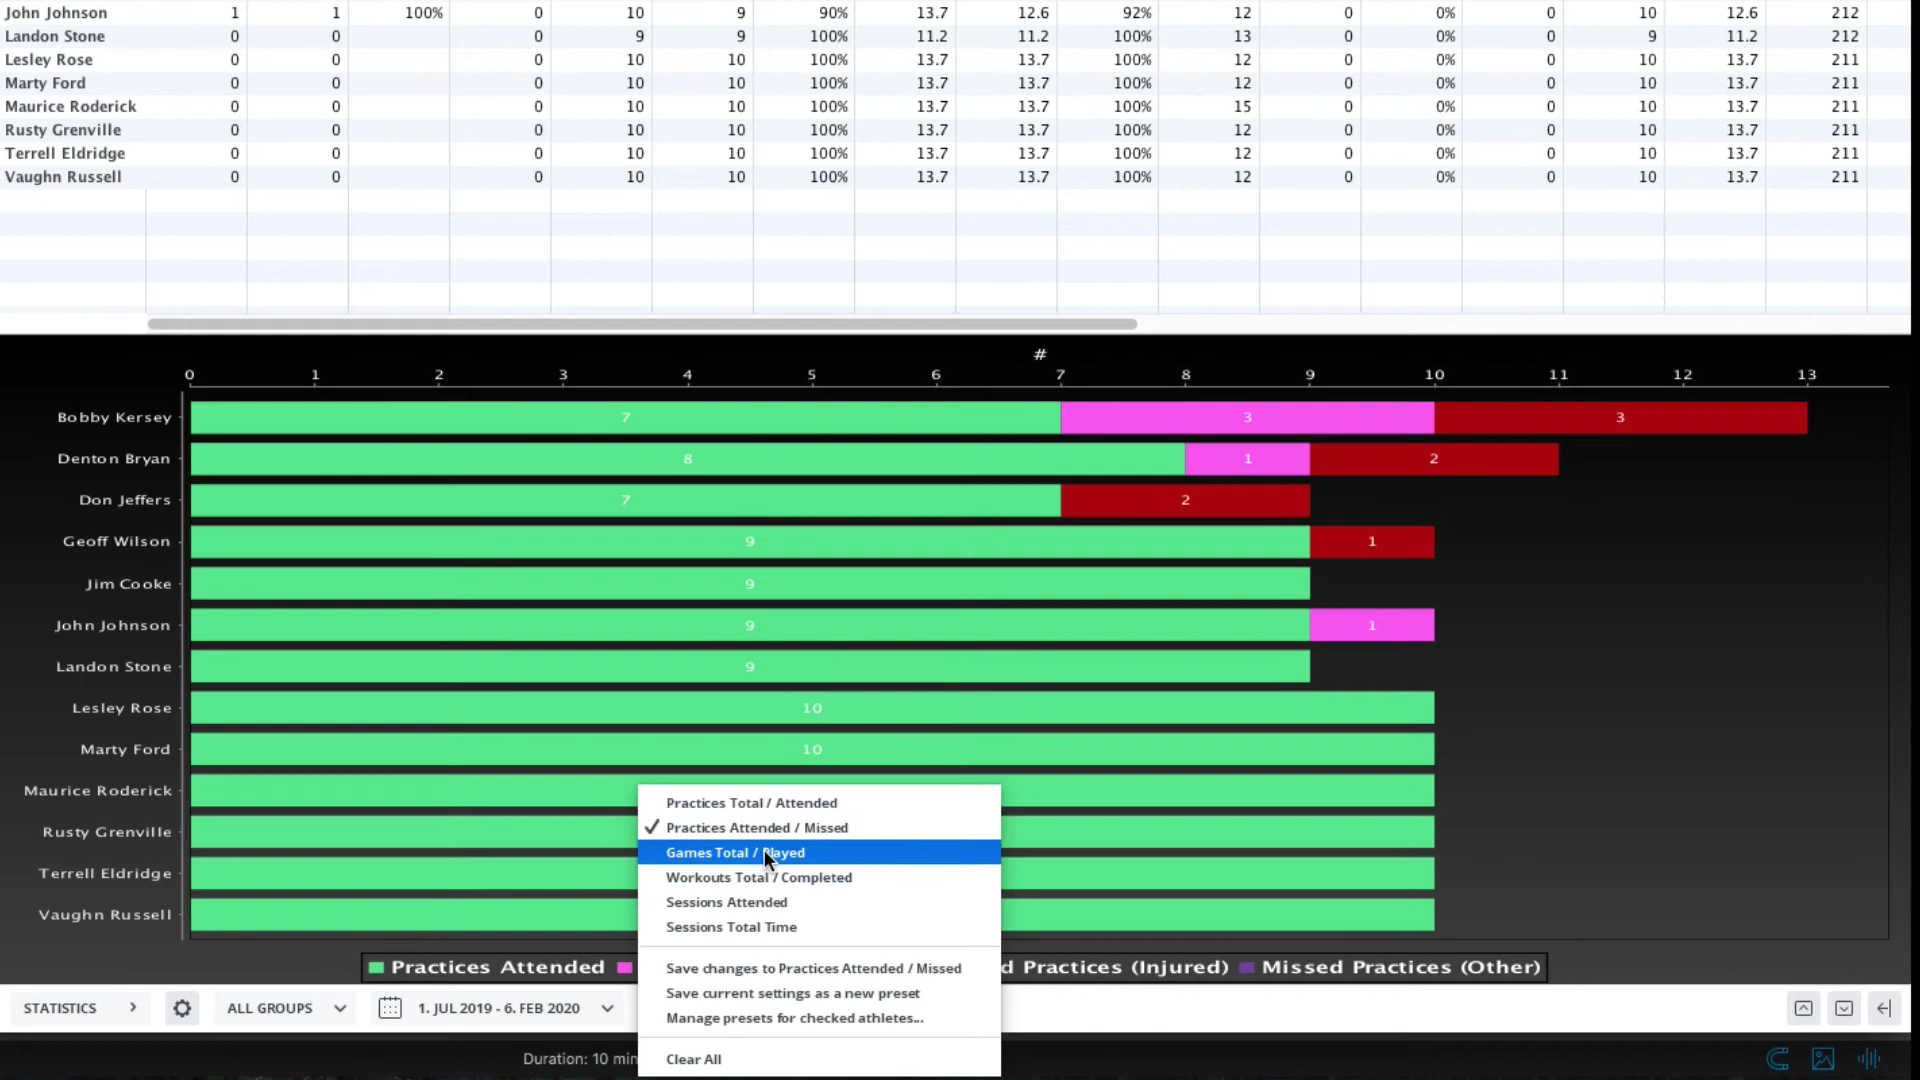 John Johnson 1 1 100% 0 10 9 90% 13.7 12.6 92% 12 0 0% 0 10 12.6 212
Landon Stone 0 0 0 9 9 100% 11.2 11.2 100% 13 0 0% 0 9 11.2 212
Lesley Rose 0 0 0 10 10 100% 13.7 13.7 100% 12 0 0% 0 10 13.7 211
Marty Ford 0 0 0 10 10 100% 13.7 13.7 100% 12 0 0% 0 10 13.7 211
Maurice Roderick 0 0 0 10 10 100% 13.7 13.7 100% 15 0 0% 0 10 13.7 211
Rusty Grenville 0 0 0 10 10 100% 13.7 13.7 100% 12 0 0% 0 10 13.7 211
Terrell Eldridge 0 0 0 10 10 100% 13.7 13.7 100% 12 0 0% 0 10 13.7 211
Vaughn Russell 0 0 0 10 10 100% 13.7 13.7 100% 12 0 0% 0 10 13.7 211
#
0 1 2 3 4 5 6 7 8 9 10 11 12 13
Bobby Kersey 7 3 3
Denton Bryan 8 1 2
Don Jeffers 7 2
Geoff Wilson 9 1
Jim Cooke 9
John Johnson 9 1
Landon Stone 9
Lesley Rose 10
Marty Ford 10
Maurice Roderick
Rusty Grenville
Terrell Eldridge
Vaughn Russell
Practices Total / Attended
✓ Practices Attended / Missed
Games Total / Played
Workouts Total / Completed
Sessions Attended
Sessions Total Time
Save changes to Practices Attended / Missed
Save current settings as a new preset
Manage presets for checked athletes...
Clear All
Practices Attended d Practices (Injured) Missed Practices (Other)
STATISTICS ALL GROUPS 1. JUL 2019 - 6. FEB 2020
Duration: 10 min